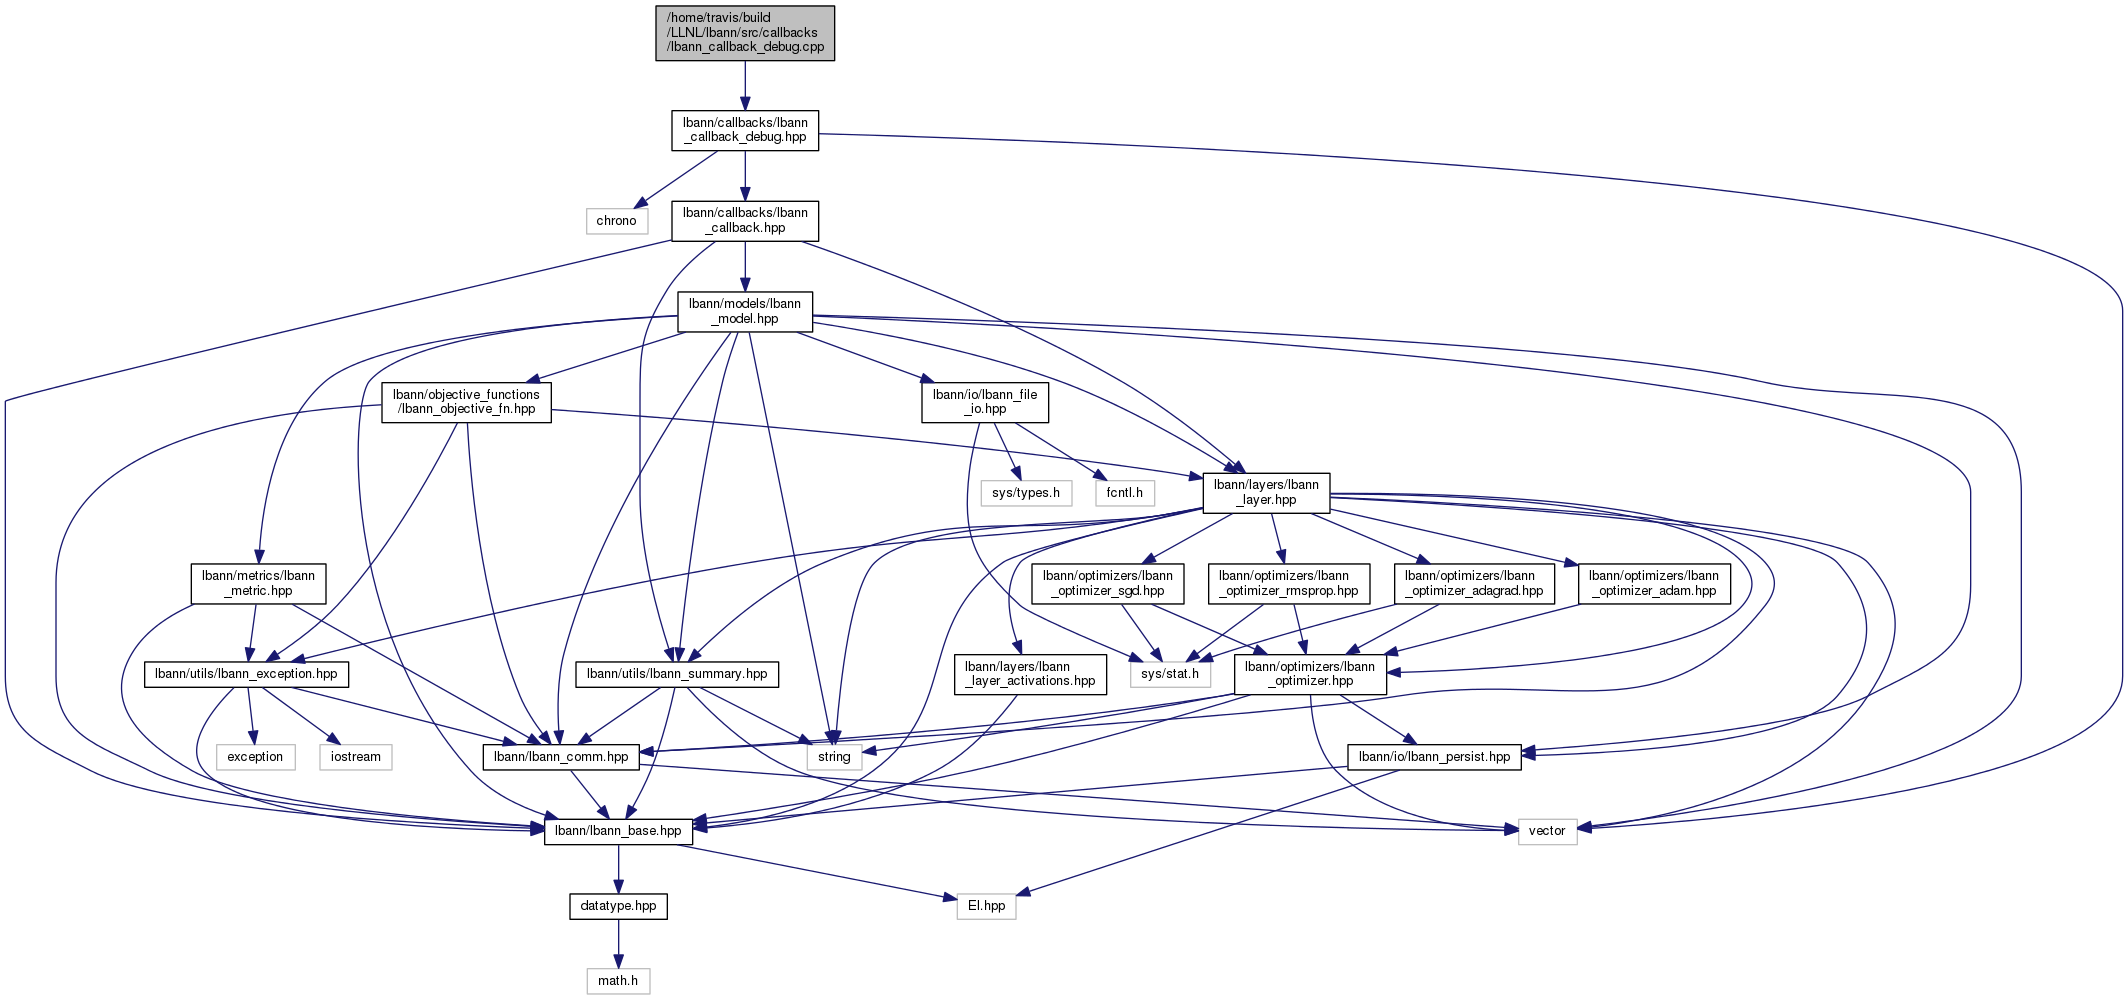 /home/travis/build
/LLNL/lbann/src/callbacks
/lbann_callback_debug.cpp
lbann/callbacks/lbann
_callback_debug.hpp
chrono
lbann/callbacks/lbann
_callback.hpp
lbann/models/lbann
_model.hpp
lbann/objective_functions
/lbann_objective_fn.hpp
lbann/io/lbann_file
_io.hpp
sys/types.h
fcntl.h
lbann/layers/lbann
_layer.hpp
lbann/metrics/lbann
_metric.hpp
lbann/optimizers/lbann
_optimizer_sgd.hpp
lbann/optimizers/lbann
_optimizer_rmsprop.hpp
lbann/optimizers/lbann
_optimizer_adagrad.hpp
lbann/optimizers/lbann
_optimizer_adam.hpp
lbann/utils/lbann_exception.hpp
lbann/utils/lbann_summary.hpp
lbann/layers/lbann
_layer_activations.hpp
sys/stat.h
lbann/optimizers/lbann
_optimizer.hpp
exception
iostream
lbann/lbann_comm.hpp
string
lbann/io/lbann_persist.hpp
lbann/lbann_base.hpp
vector
datatype.hpp
El.hpp
math.h